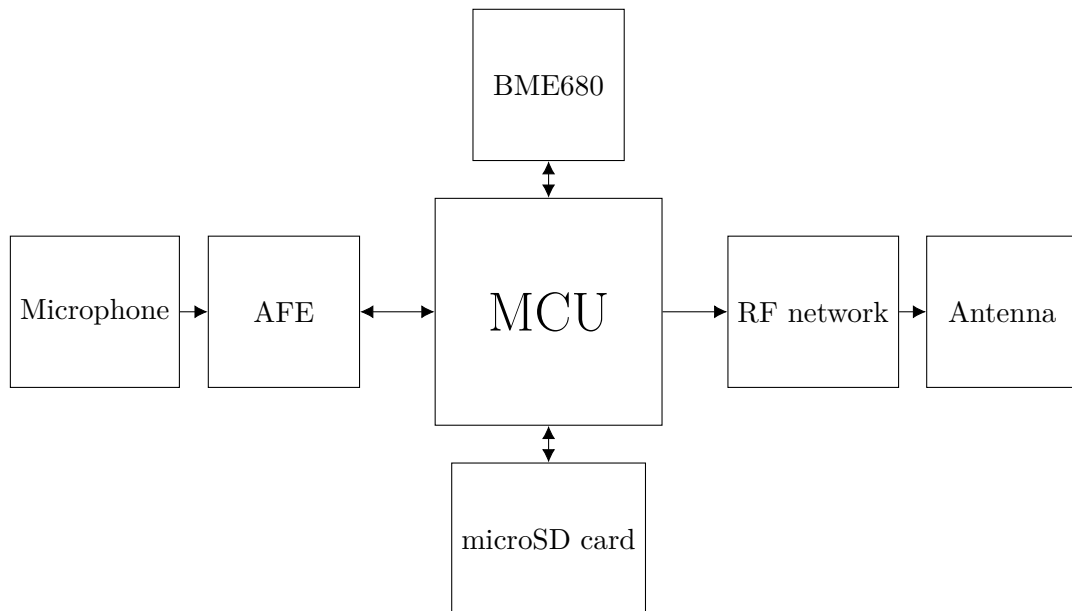 BME680
Microphone
AFE
MCU
RF network
Antenna
microSD card